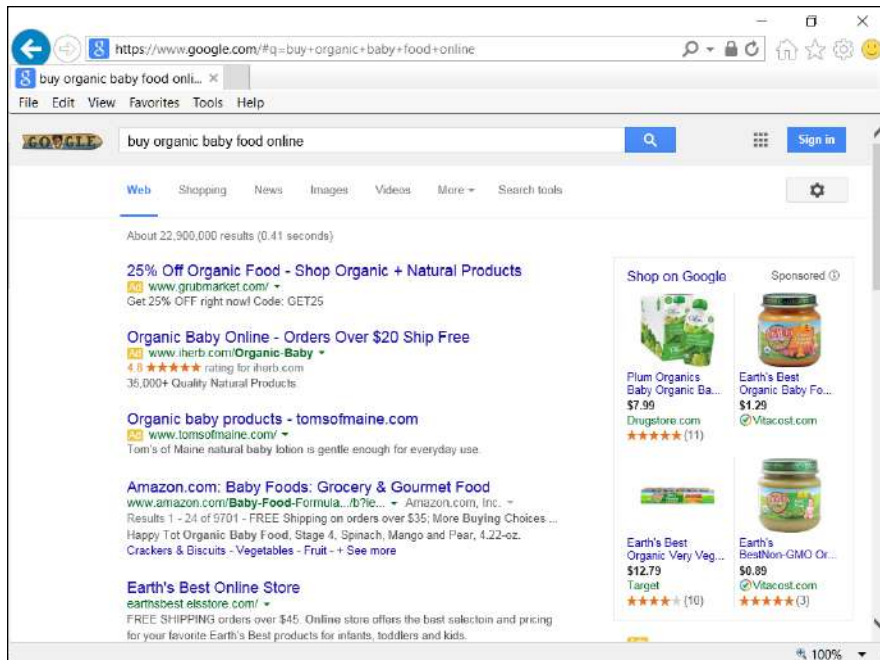 https://www.google.com/#q=buy+organic+baby+food+online
buy organic baby food onli...
File Edit View Favorites Tools Help
GOOGLE
buy organic baby food online
Sign in
Web Shopping News Images Videos More Search tools
About 22,900,000 results (0.41 seconds)
25% Off Organic Food - Shop Organic + Natural Products
Ad www.grubmarket.com/
Get 25% OFF right now! Code: GET25
Organic Baby Online - Orders Over $20 Ship Free
Ad www.iherb.com/Organic-Baby
4.8 ★★★★★ rating for iherb.com
35,000+ Quality Natural Products
Organic baby products - tomsofmaine.com
Ad www.tomsofmaine.com/
Tom's of Maine natural baby lotion is gentle enough for everyday use.
Amazon.com: Baby Foods: Grocery & Gourmet Food
www.amazon.com/Baby-Food-Formula.../b?ie... Amazon.com, Inc.
Results 1 - 24 of 9701 - FREE Shipping on orders over $35; More Buying Choices ...
Happy Tot Organic Baby Food, Stage 4, Spinach, Mango and Pear, 4.22-oz.
Crackers & Biscuits - Vegetables - Fruit - + See more
Earth's Best Online Store
earthsbest.elsstore.com/
FREE SHIPPING orders over $45. Online store offers the best selectoin and pricing
for your favorite Earth's Best products for infants, toddlers and kids.
Shop on Google Sponsored
Plum Organics
Baby Organic Ba...
$7.99
Drugstore.com
★★★★★ (11)
Earth's Best
Organic Baby Fo...
$1.29
Vitacost.com
Earth's Best
Organic Very Veg...
$12.79
Target
★★★★★ (10)
Earth's
BestNon-GMO Or...
$0.89
Vitacost.com
★★★★★ (3)
100%